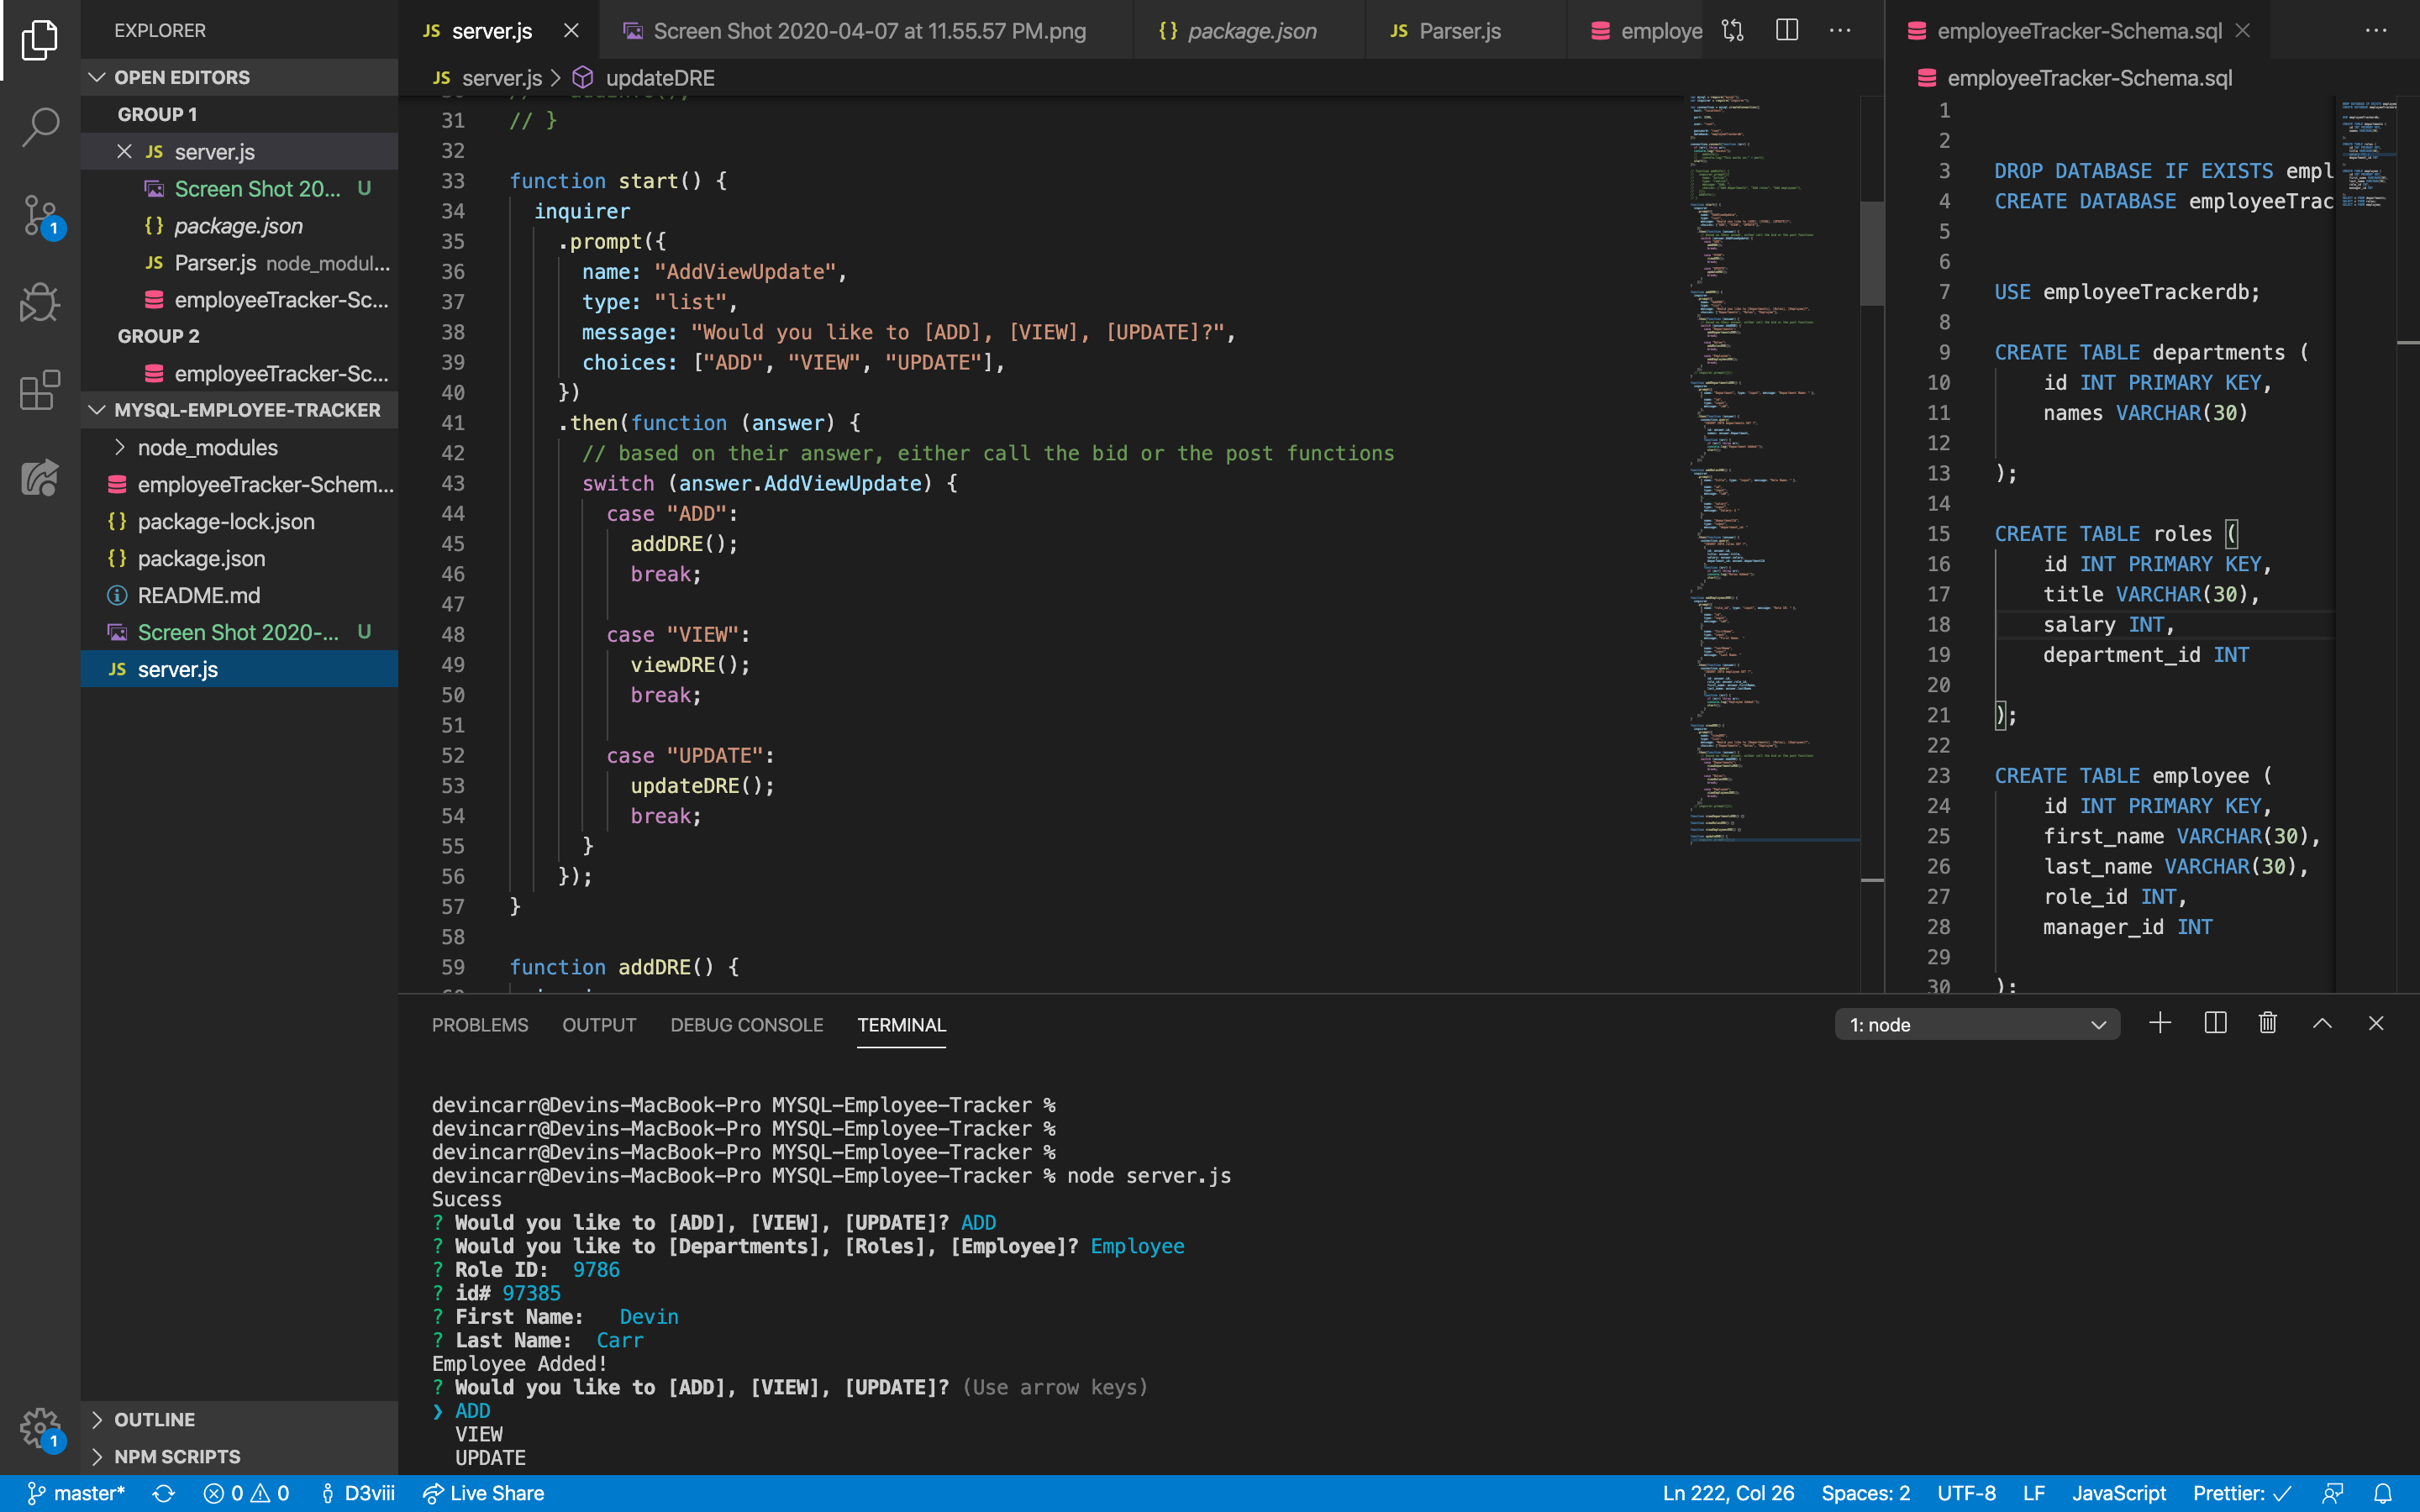 EXPLORER
OPEN EDITORS
GROUP 1
JS server.js
Screen Shot 20... U
{} package.json
JS Parser.js node_modul...
employeeTracker-Sc...
GROUP 2
employeeTracker-Sc...
MYSQL-EMPLOYEE-TRACKER
node_modules
employeeTracker-Schem...
{} package-lock.json
{} package.json
README.md
Screen Shot 2020-... U
JS server.js
OUTLINE
NPM SCRIPTS
1
1
JS server.js
Screen Shot 2020-04-07 at 11.55.57 PM.png
{} package.json
JS Parser.js
employe
JS server.js > updateDRE
31 // }
32
33 function start() {
34 inquirer
35 .prompt({
36 name: "AddViewUpdate",
37 type: "list",
38 message: "Would you like to [ADD], [VIEW], [UPDATE]?",
39 choices: ["ADD", "VIEW", "UPDATE"],
40 })
41 .then(function (answer) {
42 // based on their answer, either call the bid or the post functions
43 switch (answer.AddViewUpdate) {
44 case "ADD":
45 addDRE();
46 break;
47
48 case "VIEW":
49 viewDRE();
50 break;
51
52 case "UPDATE":
53 updateDRE();
54 break;
55 }
56 });
57 }
58
59 function addDRE() {
employeeTracker-Schema.sql
employeeTracker-Schema.sql
1
2
3 DROP DATABASE IF EXISTS empl
4 CREATE DATABASE employeeTrac
5
6
7 USE employeeTrackerdb;
8
9 CREATE TABLE departments (
10 id INT PRIMARY KEY,
11 names VARCHAR(30)
12
13 );
14
15 CREATE TABLE roles (
16 id INT PRIMARY KEY,
17 title VARCHAR(30),
18 salary INT,
19 department_id INT
20
21 );
22
23 CREATE TABLE employee (
24 id INT PRIMARY KEY,
25 first_name VARCHAR(30),
26 last_name VARCHAR(30),
27 role_id INT,
28 manager_id INT
29
30 );
PROBLEMS OUTPUT DEBUG CONSOLE TERMINAL
1: node
devincarr@Devins-MacBook-Pro MYSQL-Employee-Tracker %
devincarr@Devins-MacBook-Pro MYSQL-Employee-Tracker %
devincarr@Devins-MacBook-Pro MYSQL-Employee-Tracker %
devincarr@Devins-MacBook-Pro MYSQL-Employee-Tracker % node server.js
Sucess
? Would you like to [ADD], [VIEW], [UPDATE]? ADD
? Would you like to [Departments], [Roles], [Employee]? Employee
? Role ID: 9786
? id# 97385
? First Name: Devin
? Last Name: Carr
Employee Added!
? Would you like to [ADD], [VIEW], [UPDATE]? (Use arrow keys)
❯ ADD
VIEW
UPDATE
master* 0 0 D3viii Live Share
Ln 222, Col 26 Spaces: 2 UTF-8 LF JavaScript Prettier: ✓